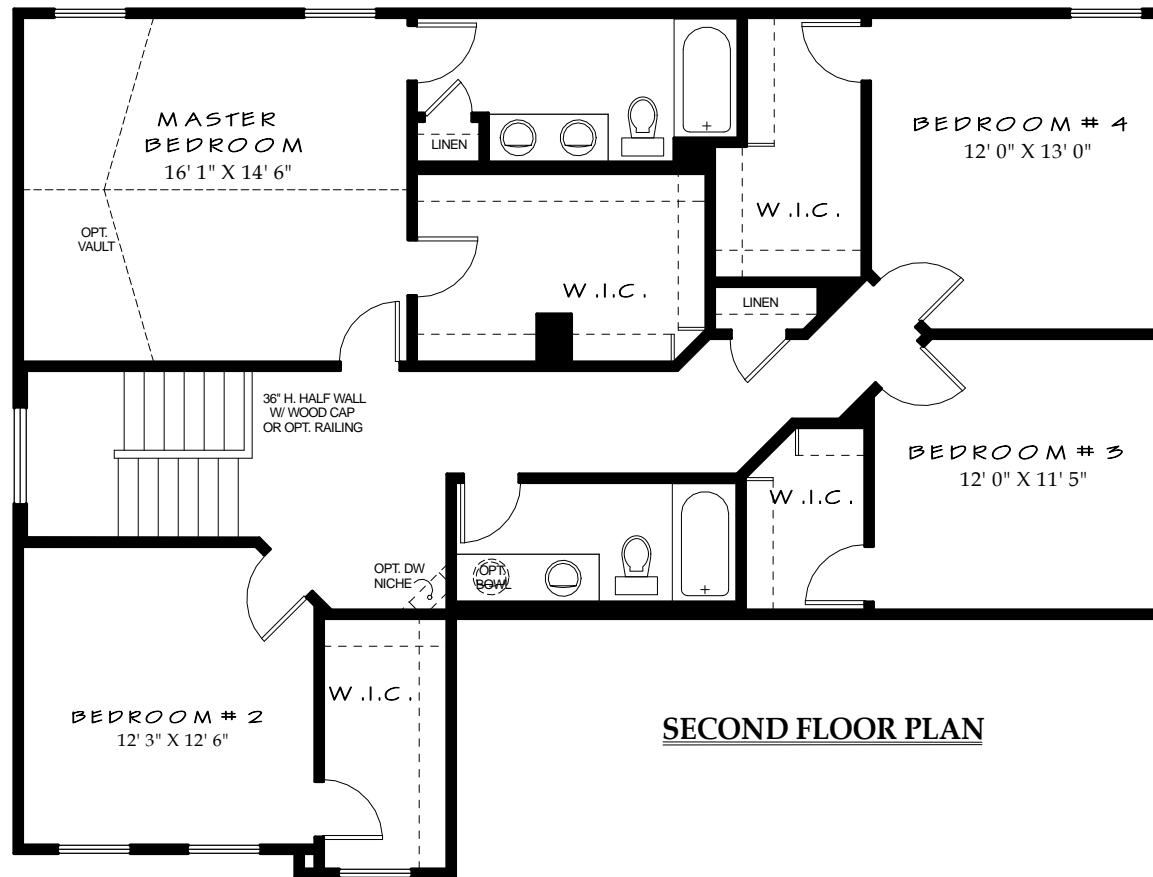 MASTER
BEDROOM
16' 1" X 14' 6"
OPT.
VAULT
LINEN
W.I.C.
W.I.C.
BEDROOM # 4
12' 0" X 13' 0"
LINEN
36" H. HALF WALL
W/ WOOD CAP
OR OPT. RAILING
BEDROOM # 3
12' 0" X 11' 5"
W.I.C.
OPT. DW
NICHE
OPT.
BOWL
BEDROOM # 2
12' 3" X 12' 6"
W.I.C.
SECOND FLOOR PLAN